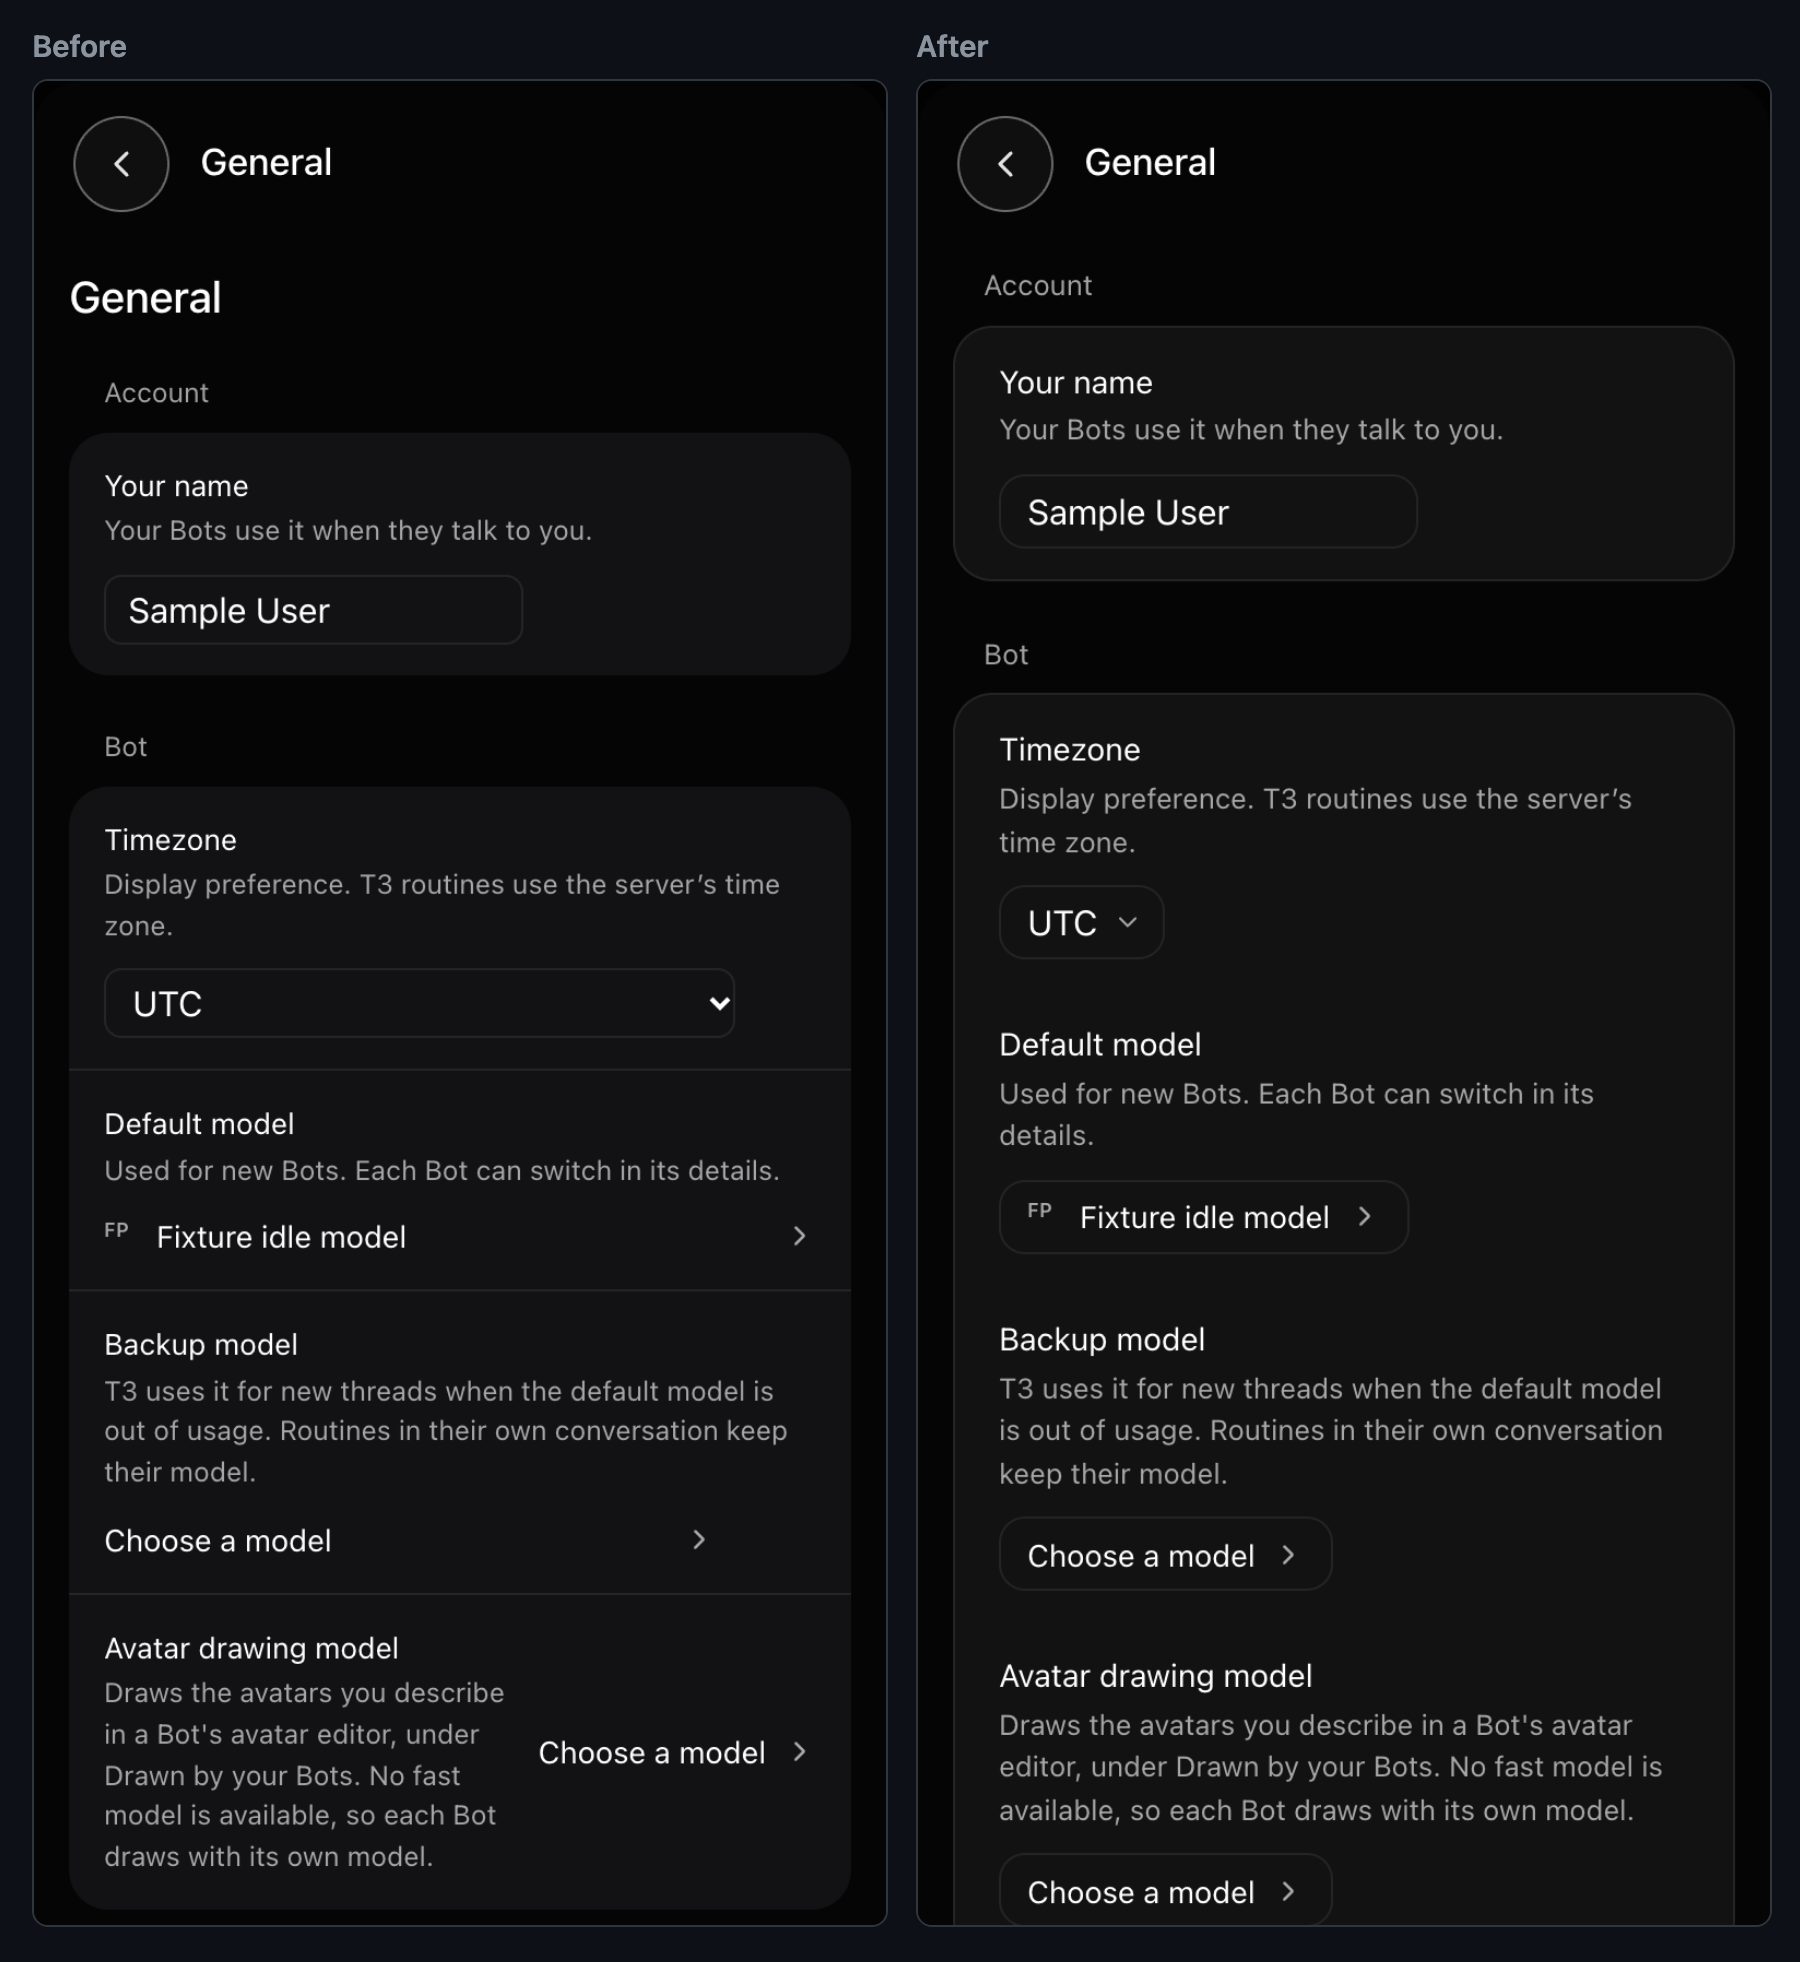 Before
General
General
Account
Your name
Your Bots use it when they talk to you.
Sample User
Bot
Timezone
Display preference. T3 routines use the server’s time
zone.
UTC
Default model
Used for new Bots. Each Bot can switch in its details.
FP Fixture idle model
Backup model
T3 uses it for new threads when the default model is
out of usage. Routines in their own conversation keep
their model.
Choose a model
Avatar drawing model
Draws the avatars you describe
in a Bot's avatar editor, under
Drawn by your Bots. No fast
model is available, so each Bot
draws with its own model.
Choose a model
After
General
Account
Your name
Your Bots use it when they talk to you.
Sample User
Bot
Timezone
Display preference. T3 routines use the server’s
time zone.
UTC
Default model
Used for new Bots. Each Bot can switch in its
details.
FP Fixture idle model
Backup model
T3 uses it for new threads when the default model
is out of usage. Routines in their own conversation
keep their model.
Choose a model
Avatar drawing model
Draws the avatars you describe in a Bot's avatar
editor, under Drawn by your Bots. No fast model is
available, so each Bot draws with its own model.
Choose a model